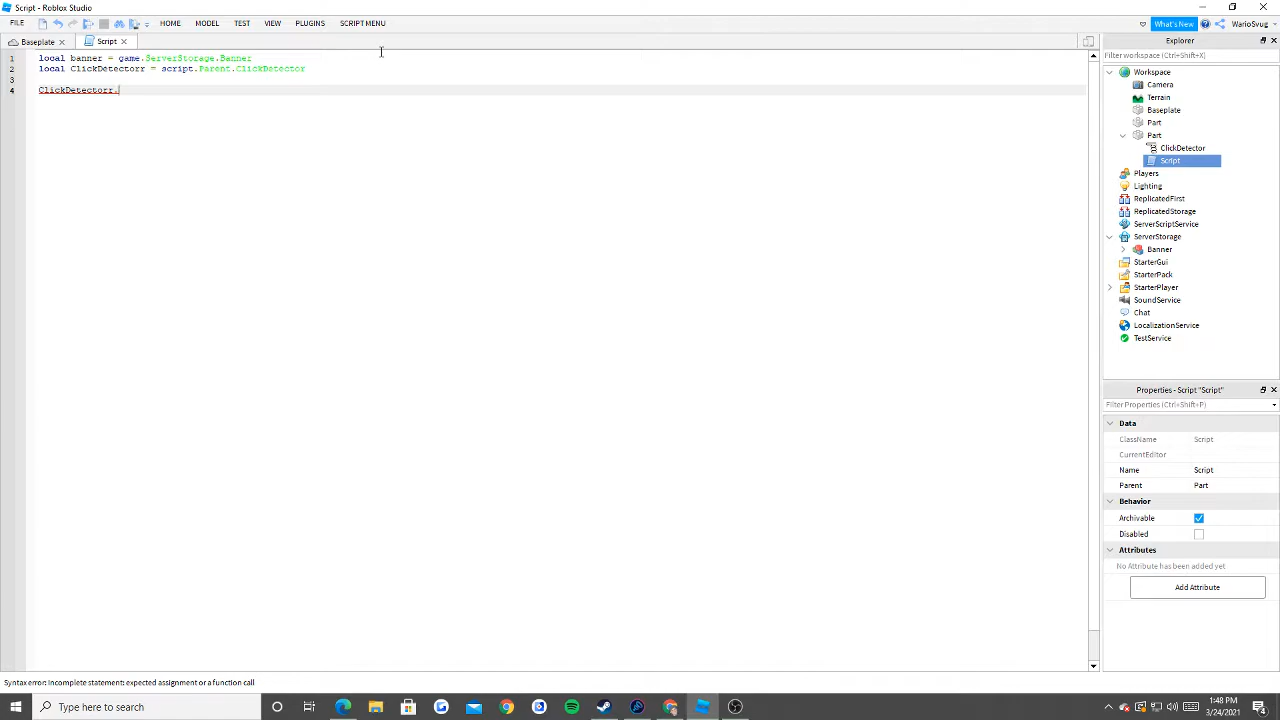 Script - Roblox Studio
FILE HOME MODEL TEST VIEW PLUGINS SCRIPT MENU What's New WarioSvug
Baseplate Script
1 local banner = game.ServerStorage.Banner
2 local ClickDetectorr = script.Parent.ClickDetector
3
4 ClickDetectorr.
Explorer
Filter workspace (Ctrl+Shift+X)
Workspace
Camera
Terrain
Baseplate
Part
Part
ClickDetector
Script
Players
Lighting
ReplicatedFirst
ReplicatedStorage
ServerScriptService
ServerStorage
Banner
StarterGui
StarterPack
StarterPlayer
SoundService
Chat
LocalizationService
TestService
Properties - Script "Script"
Filter Properties (Ctrl+Shift+P)
Data
ClassName Script
CurrentEditor
Name Script
Parent Part
Behavior
Archivable
Disabled
Attributes
No Attribute has been added yet
Add Attribute
Syntax error: Incomplete statement: expected assignment or a function call
Type here to search
1:48 PM
3/24/2021